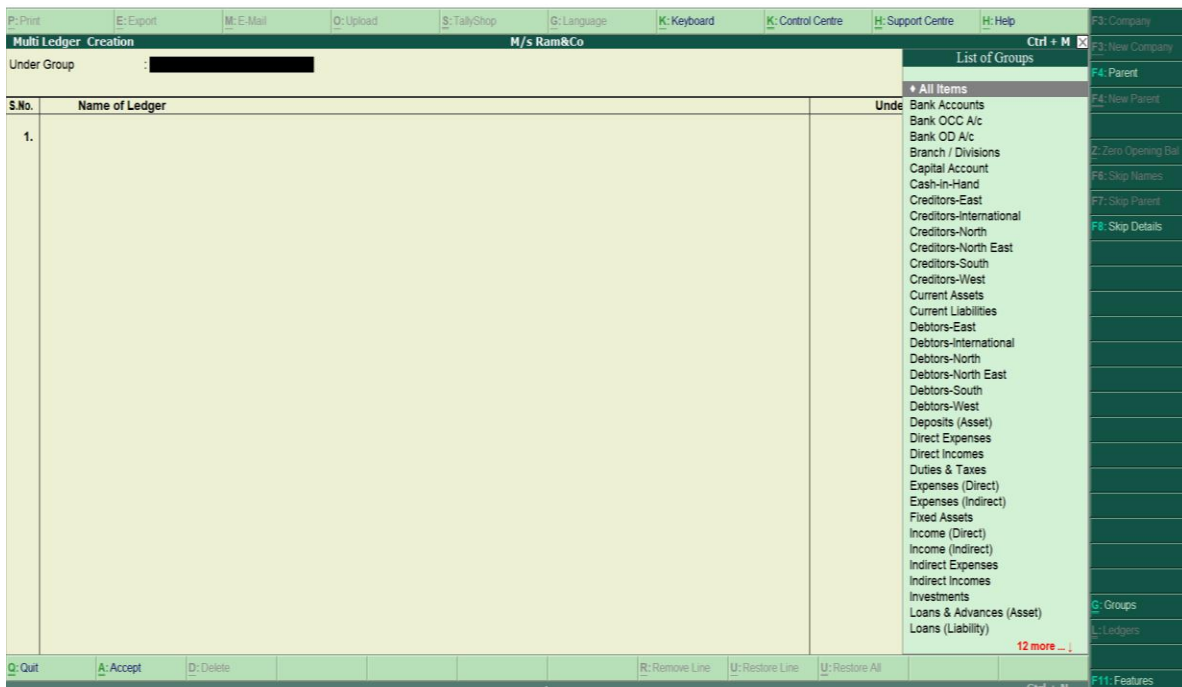 P: Print E: Export M: E-Mail O: Upload S: TallyShop G: Language K: Keyboard K: Control Centre H: Support Centre H: Help
Multi Ledger Creation M/s Ram&Co Ctrl + M
Under Group :
S.No. Name of Ledger Unde
1.
List of Groups
♦ All Items
Bank Accounts
Bank OCC A/c
Bank OD A/c
Branch / Divisions
Capital Account
Cash-in-Hand
Creditors-East
Creditors-International
Creditors-North
Creditors-North East
Creditors-South
Creditors-West
Current Assets
Current Liabilities
Debtors-East
Debtors-International
Debtors-North
Debtors-North East
Debtors-South
Debtors-West
Deposits (Asset)
Direct Expenses
Direct Incomes
Duties & Taxes
Expenses (Direct)
Expenses (Indirect)
Fixed Assets
Income (Direct)
Income (Indirect)
Indirect Expenses
Indirect Incomes
Investments
Loans & Advances (Asset)
Loans (Liability)
12 more ... ↓
F3: Company
F3: New Company
F4: Parent
F4: New Parent
Z: Zero Opening Bal
F6: Skip Names
F7: Skip Parent
F8: Skip Details
G: Groups
L: Ledgers
F11: Features
Q: Quit A: Accept D: Delete R: Remove Line U: Restore Line U: Restore All